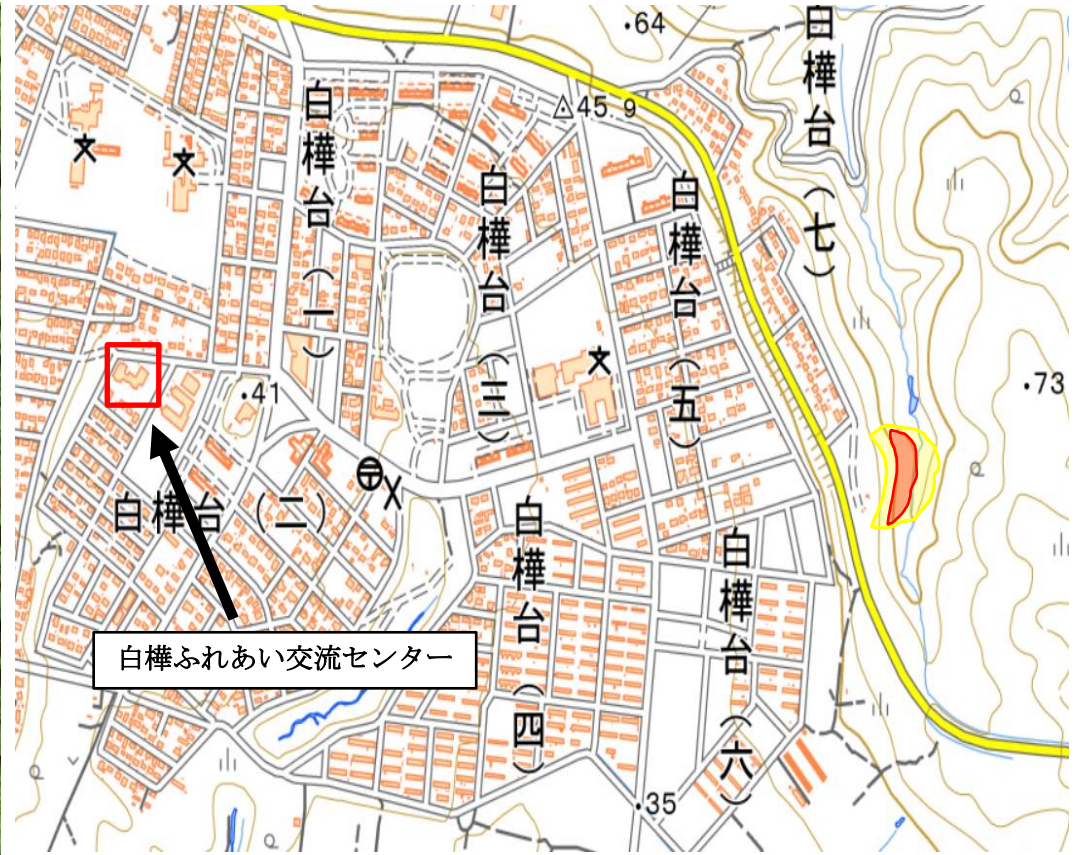 ・64
白樺台（七）
△45.9
白樺台（一）
白樺台（三）
白樺台（五）
・73
・41
白樺台（二）
白樺台（四）
白樺台（六）
白樺ふれあい交流センター
・35